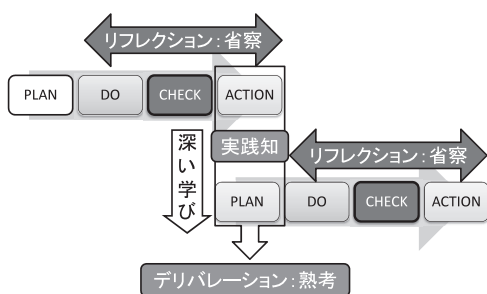 リフレクション：省察
PLAN
DO
CHECK
ACTION
深い学び
実践知
リフレクション：省察
PLAN
DO
CHECK
ACTION
デリバレーション：熟考